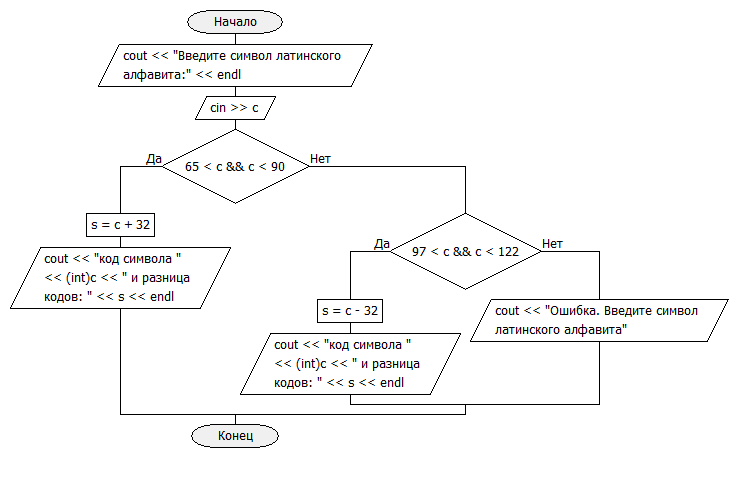 Начало
cout << "Введите символ латинского
алфавита:" << endl
cin >> c
65 < c && c < 90
Да
Нет
s = c + 32
cout << "код символа "
<< (int)c << " и разница
кодов: " << s << endl
97 < c && c < 122
Да
Нет
s = c - 32
cout << "код символа "
<< (int)c << " и разница
кодов: " << s << endl
cout << "Ошибка. Введите символ
латинского алфавита"
Конец